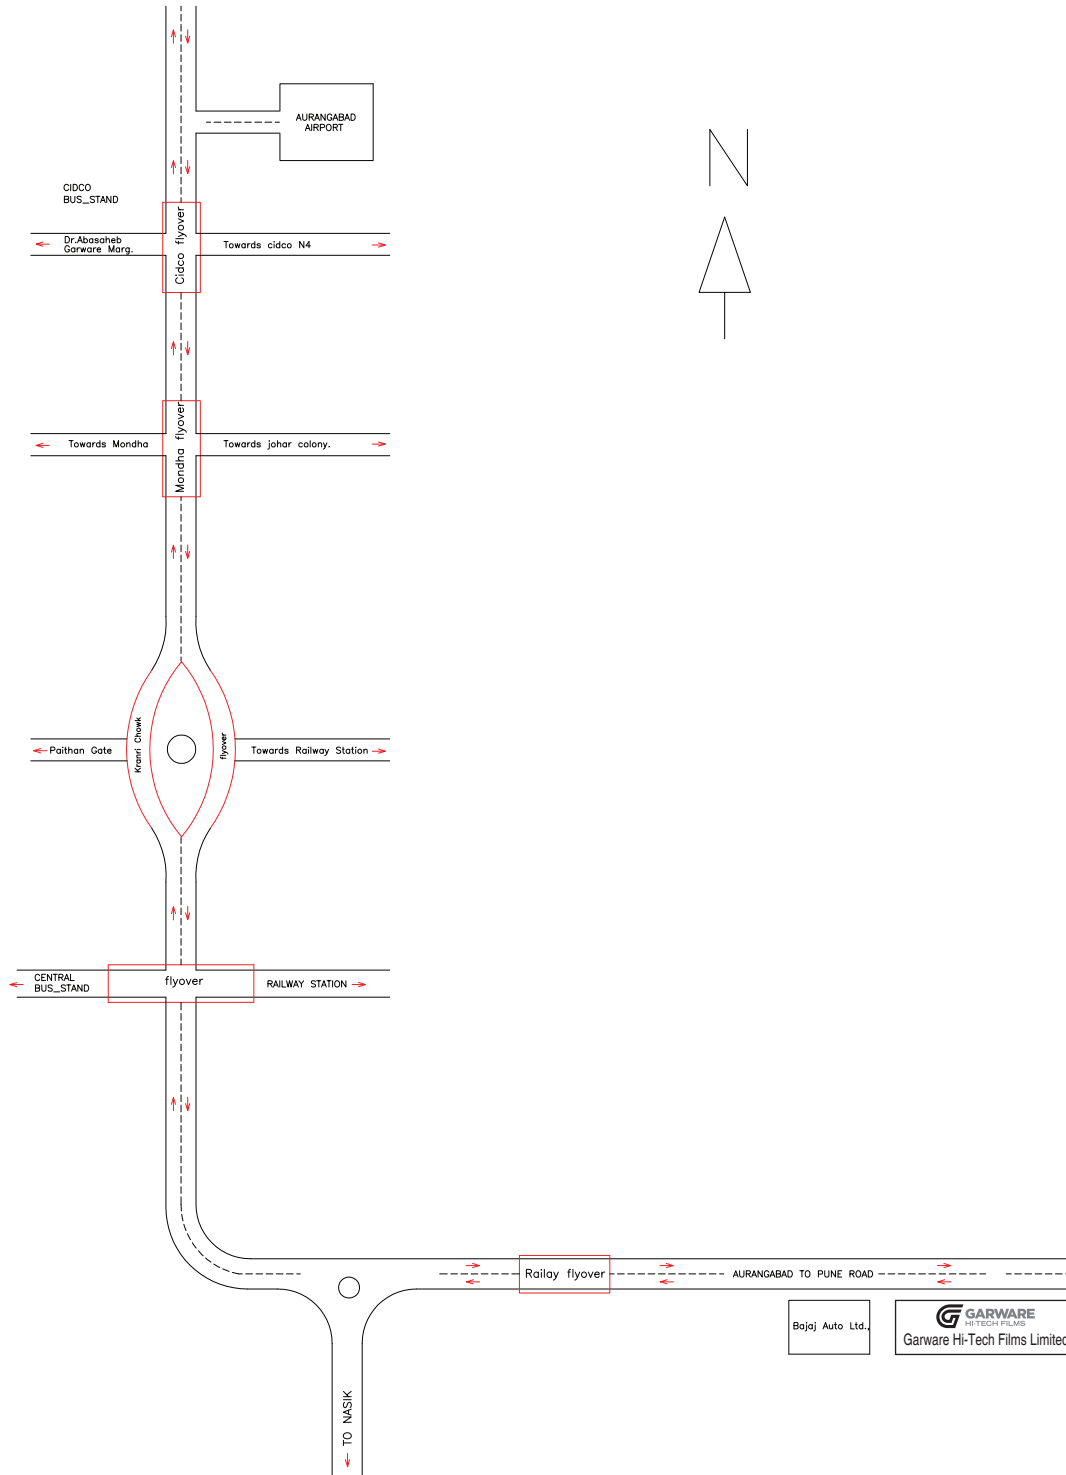 AURANGABAD
AIRPORT
N
CIDCO
BUS_STAND
Dr.Abasaheb
Garware Marg.
Cidco flyover
Towards cidco N4
Towards Mondha
Mondha flyover
Towards johar colony.
Paithan Gate
Kranri Chowk
flyover
Towards Railway Station
CENTRAL
BUS_STAND
flyover
RAILWAY STATION
Railay flyover
AURANGABAD TO PUNE ROAD
Bajaj Auto Ltd.,
GARWARE
HI-TECH FILMS
Garware Hi-Tech Films Limited
TO NASIK